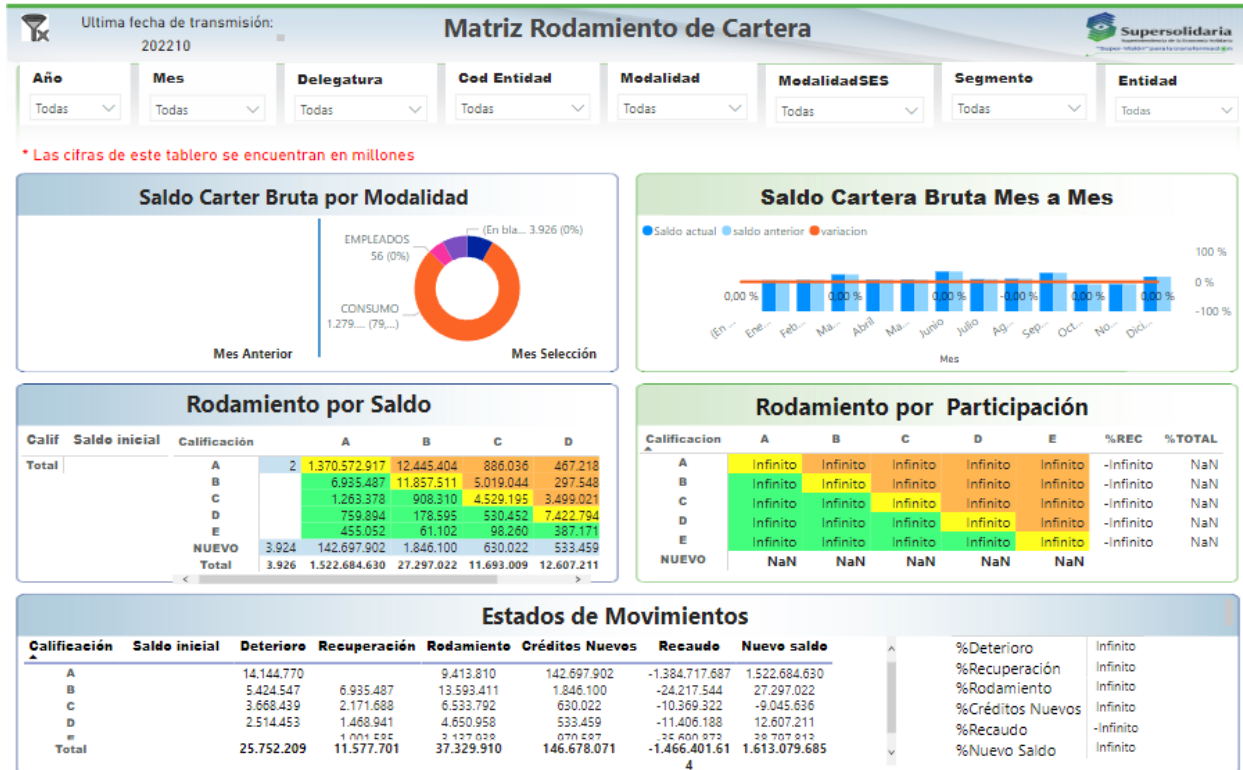 Ultima fecha de transmisión:
202210
Matriz Rodamiento de Cartera
Supersolidaria
Año Mes Delegatura Cod Entidad Modalidad ModalidadSES Segmento Entidad
Todas Todas Todas Todas Todas Todas Todas Todas
* Las cifras de este tablero se encuentran en millones
Saldo Carter Bruta por Modalidad
(En bla... 3.926 (0%)
EMPLEADOS
56 (0%)
CONSUMO
1.279.... (79,...)
Mes Anterior
Mes Selección
Saldo Cartera Bruta Mes a Mes
Saldo actual saldo anterior variacion
100 %
0 %
-100 %
0,00 % 0,00 % 0,00 % -0,00 % 0,00 % 0,00 %
(En ... Ene... Feb... Ma... Abril Ma... Junio Julio Ag... Sep... Oct... No... Dici...
Mes
Rodamiento por Saldo
Calif Saldo inicial
Total
Calificación A B C D
A 2 1.370.572.917 12.445.404 886.036 467.218
B 6.935.487 11.857.511 5.019.044 297.548
C 1.263.378 908.310 4.529.195 3.499.021
D 759.894 178.595 530.452 7.422.794
E 455.052 61.102 98.260 387.171
NUEVO 3.924 142.697.902 1.846.100 630.022 533.459
Total 3.926 1.522.684.630 27.297.022 11.693.009 12.607.211
Rodamiento por Participación
Calificacion A B C D E %REC %TOTAL
A Infinito Infinito Infinito Infinito Infinito -Infinito NaN
B Infinito Infinito Infinito Infinito Infinito -Infinito NaN
C Infinito Infinito Infinito Infinito Infinito -Infinito NaN
D Infinito Infinito Infinito Infinito Infinito -Infinito NaN
E Infinito Infinito Infinito Infinito Infinito -Infinito NaN
NUEVO NaN NaN NaN NaN NaN
Estados de Movimientos
Calificación Saldo inicial Deterioro Recuperación Rodamiento Créditos Nuevos Recaudo Nuevo saldo
A 14.144.770 9.413.810 142.697.902 -1.384.717.687 1.522.684.630
B 5.424.547 6.935.487 13.593.411 1.846.100 -24.217.544 27.297.022
C 3.668.439 2.171.688 6.533.792 630.022 -10.369.322 -9.045.636
D 2.514.453 1.468.941 4.650.958 533.459 -11.406.188 12.607.211
Total 25.752.209 11.577.701 37.329.910 146.678.071 -1.466.401.61 1.613.079.685
4
%Deterioro Infinito
%Recuperación Infinito
%Rodamiento Infinito
%Créditos Nuevos Infinito
%Recaudo -Infinito
%Nuevo Saldo Infinito